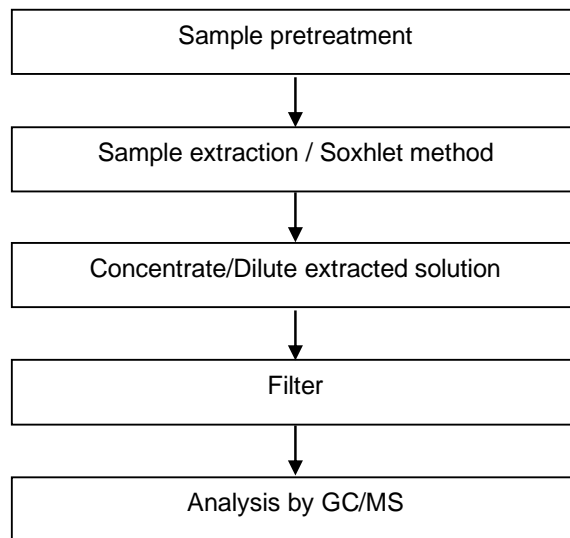 Sample pretreatment
Sample extraction / Soxhlet method
Concentrate/Dilute extracted solution
Filter
Analysis by GC/MS